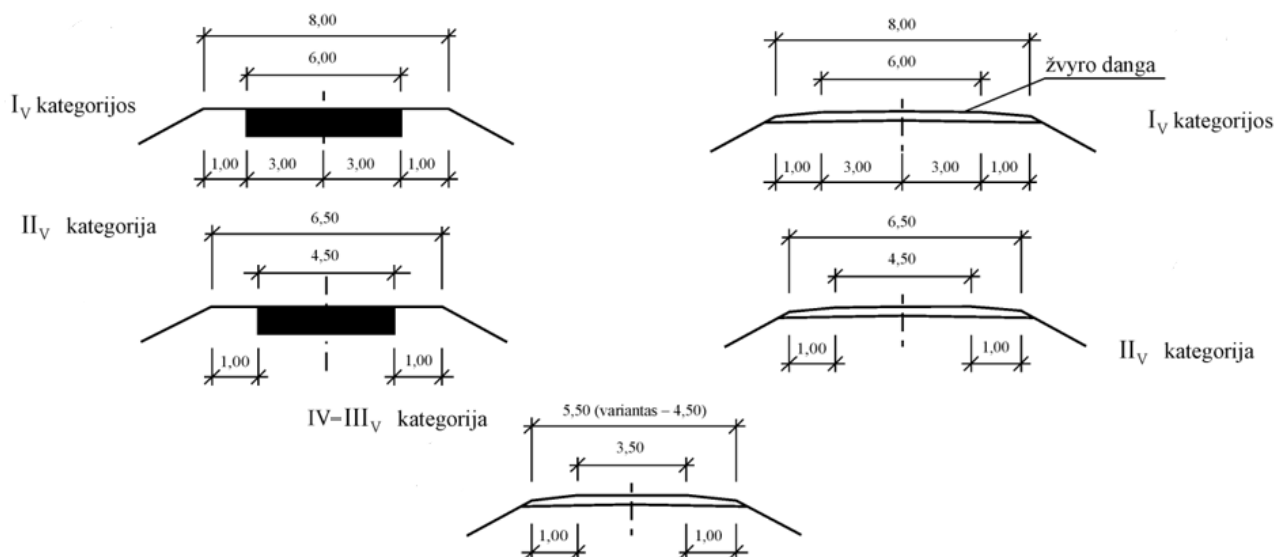 8,00
6,00
I_V kategorijos
1,00 3,00 3,00 1,00
8,00
6,00
žvyro danga
I_V kategorijos
1,00 3,00 3,00 1,00
II_V kategorija
6,50
4,50
1,00 1,00
6,50
4,50
1,00 1,00
II_V kategorija
IV=III_V kategorija
5,50 (variantas – 4,50)
3,50
1,00 1,00